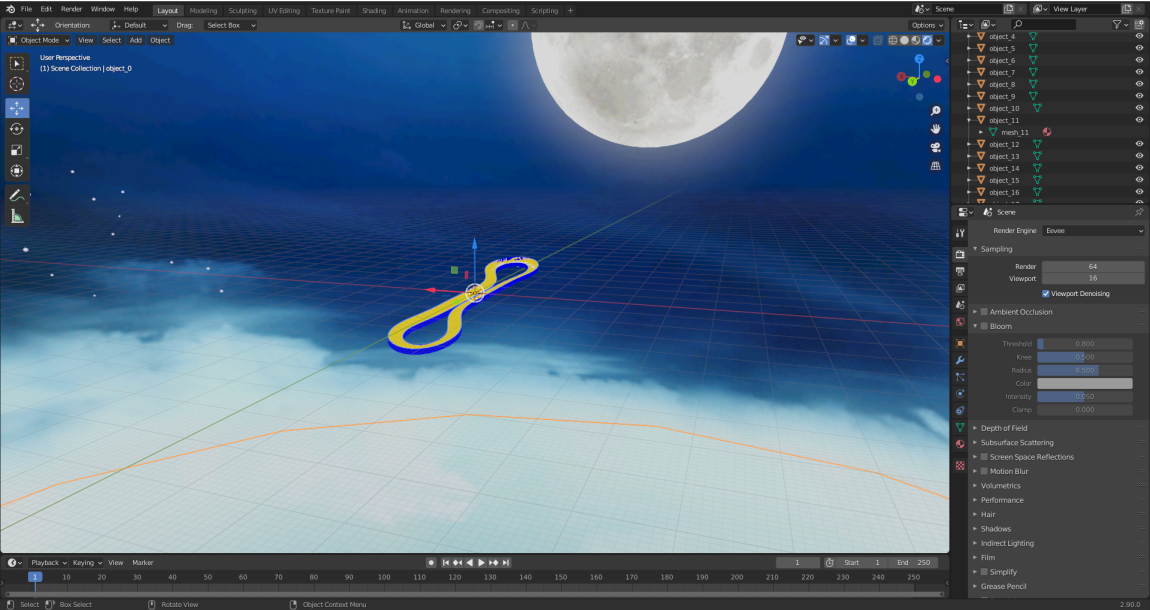 File Edit Render Window Help Layout Modeling Sculpting UV Editing Texture Paint Shading Animation Rendering Compositing Scripting + Scene View Layer
Orientation: Default Drag: Select Box Global Options
Object Mode View Select Add Object
User Perspective
(1) Scene Collection | object_0
Z
Y
object_4
object_5
object_6
object_7
object_8
object_9
object_10
object_11
mesh_11
object_12
object_13
object_14
object_15
object_16
Scene
Render Engine Eevee
Sampling
Render 64
Viewport 16
Viewport Denoising
Ambient Occlusion
Bloom
Threshold 0.800
Knee 0.500
Radius 6.500
Color
Intensity 0.050
Clamp 0.000
Depth of Field
Subsurface Scattering
Screen Space Reflections
Motion Blur
Volumetrics
Performance
Hair
Shadows
Indirect Lighting
Film
Simplify
Grease Pencil
Playback Keying View Marker 1 Start 1 End 250
1 10 20 30 40 50 60 70 80 90 100 110 120 130 140 150 160 170 180 190 200 210 220 230 240 250
Select Box Select Rotate View Object Context Menu 2.90.0